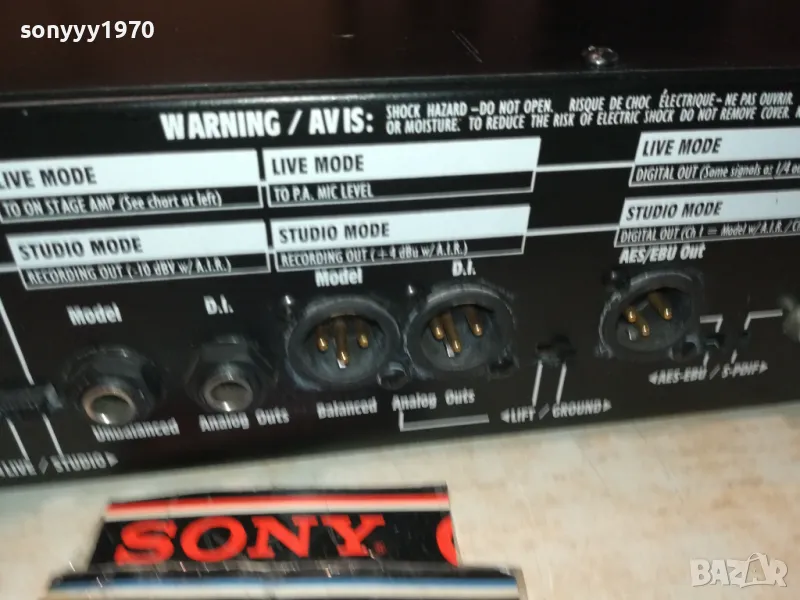 sonyyy1970
WARNING / AVIS:
SHOCK HAZARD - DO NOT OPEN. RISQUE DE CHOC ÉLECTRIQUE - NE PAS OUVRIR.
OR MOISTURE. TO REDUCE THE RISK OF ELECTRIC SHOCK DO NOT REMOVE COVER.
LIVE MODE
TO ON STAGE AMP (See chart at left)
LIVE MODE
TO P.A. MIC LEVEL
LIVE MODE
DIGITAL OUT (Same signals as 1/4
STUDIO MODE
RECORDING OUT (-10 dBV w/A.I.R.)
STUDIO MODE
RECORDING OUT (+4 dBu w/A.I.R.)
STUDIO MODE
DIGITAL OUT (Ch 1 = Model w/A.I.R. /
Model
D.I.
Model
D.I.
AES/EBU Out
Unbalanced
Analog Outs
Balanced
Analog Outs
LIFT / GROUND
AES-EBU / S-PDIF
LIVE / STUDIO
SONY
BAZAR